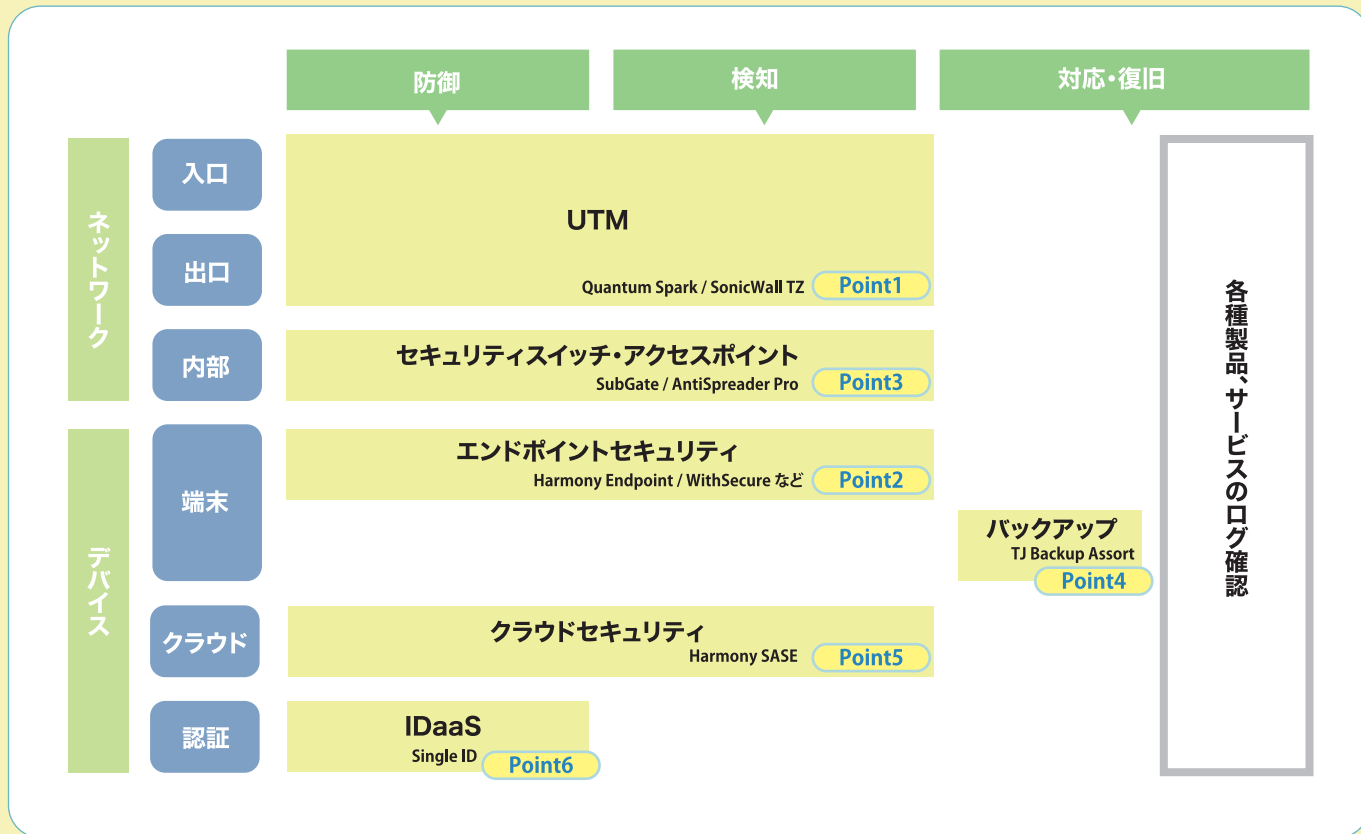 防御
検知
対応・復旧
ネットワーク
入口
出口
UTM
Quantum Spark / SonicWall TZ
Point1
内部
セキュリティスイッチ・アクセスポイント
SubGate / AntiSpreader Pro
Point3
デバイス
端末
エンドポイントセキュリティ
Harmony Endpoint / WithSecure など
Point2
バックアップ
TJ Backup Assort
Point4
クラウド
クラウドセキュリティ
Harmony SASE
Point5
認証
IDaaS
Single ID
Point6
各種製品、サービスのログ確認